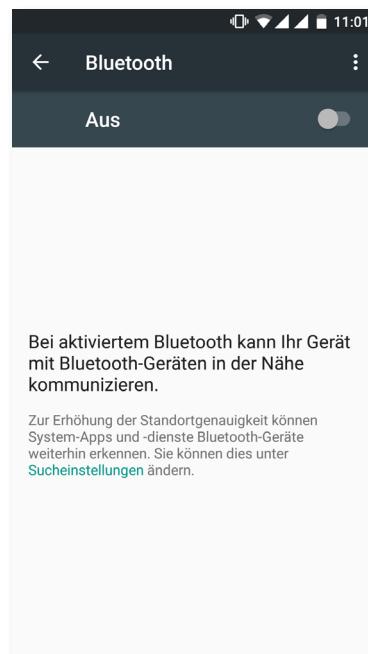 11:01
Bluetooth
Aus
Bei aktiviertem Bluetooth kann Ihr Gerät
mit Bluetooth-Geräten in der Nähe
kommunizieren.
Zur Erhöhung der Standortgenauigkeit können
System-Apps und -dienste Bluetooth-Geräte
weiterhin erkennen. Sie können dies unter
Sucheinstellungen ändern.